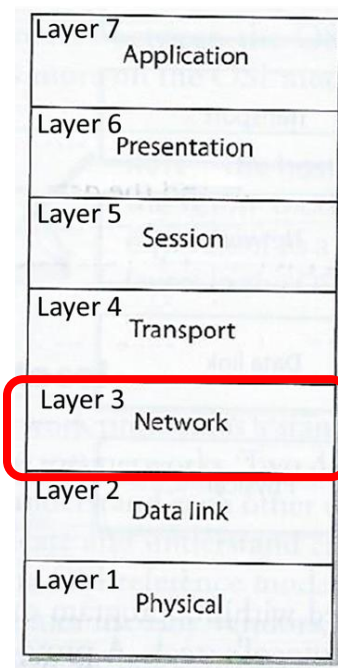 Layer 7
Application
Layer 6
Presentation
Layer 5
Session
Layer 4
Transport
Layer 3
Network
Layer 2
Data link
Layer 1
Physical